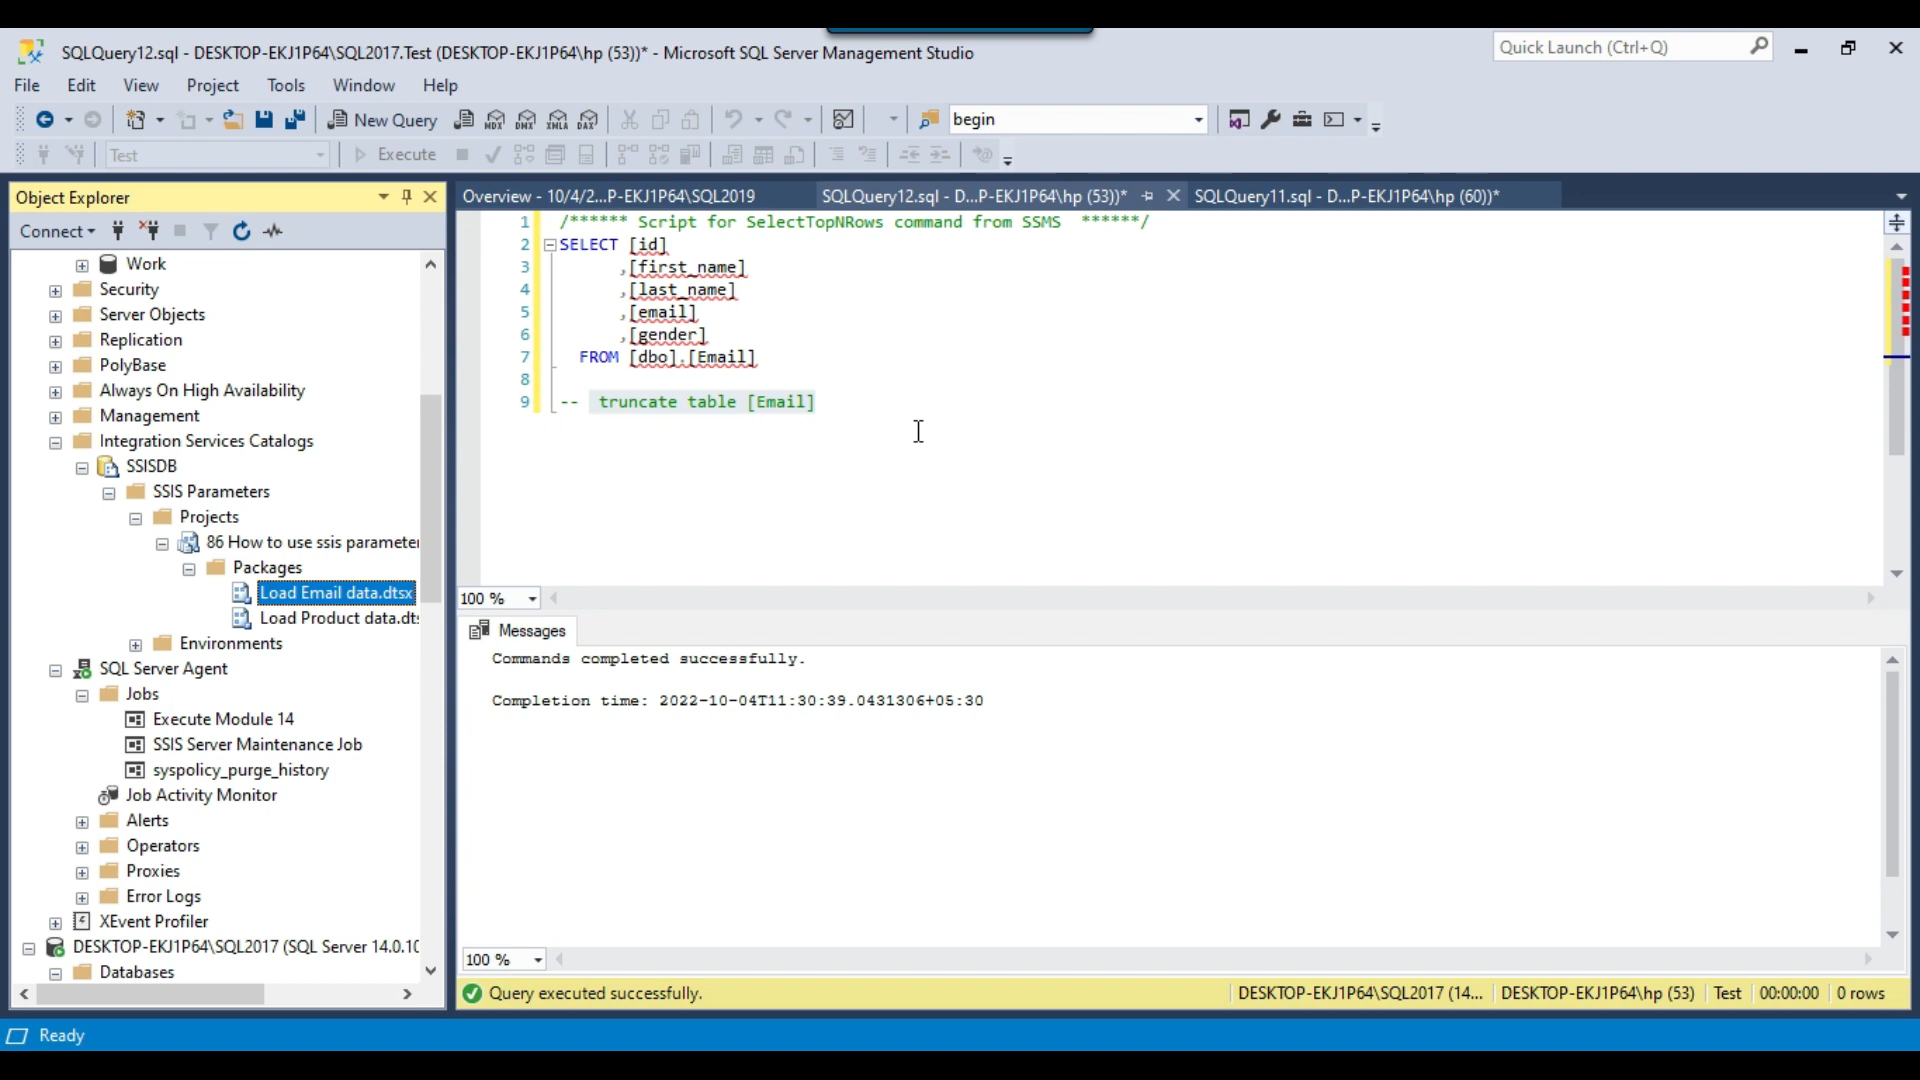 SQLQuery12.sql - DESKTOP-EKJ1P64\SQL2017.Test (DESKTOP-EKJ1P64\hp (53))* - Microsoft SQL Server Management Studio
Quick Launch (Ctrl+Q)
File Edit View Project Tools Window Help
New Query MDX DMX XMLA DAX begin
Test Execute
Object Explorer
Connect
Work
Security
Server Objects
Replication
PolyBase
Always On High Availability
Management
Integration Services Catalogs
SSISDB
SSIS Parameters
Projects
86 How to use ssis parameter
Packages
Load Email data.dtsx
Load Product data.dts
Environments
SQL Server Agent
Jobs
Execute Module 14
SSIS Server Maintenance Job
syspolicy_purge_history
Job Activity Monitor
Alerts
Operators
Proxies
Error Logs
XEvent Profiler
DESKTOP-EKJ1P64\SQL2017 (SQL Server 14.0.10
Databases
Overview - 10/4/2...P-EKJ1P64\SQL2019 SQLQuery12.sql - D...P-EKJ1P64\hp (53))* SQLQuery11.sql - D...P-EKJ1P64\hp (60))*
1 /****** Script for SelectTopNRows command from SSMS ******/
2 SELECT [id]
3 ,[first_name]
4 ,[last_name]
5 ,[email]
6 ,[gender]
7 FROM [dbo].[Email]
8
9 -- truncate table [Email]
100 %
Messages
Commands completed successfully.
Completion time: 2022-10-04T11:30:39.0431306+05:30
100 %
Query executed successfully. DESKTOP-EKJ1P64\SQL2017 (14... DESKTOP-EKJ1P64\hp (53) Test 00:00:00 0 rows
Ready